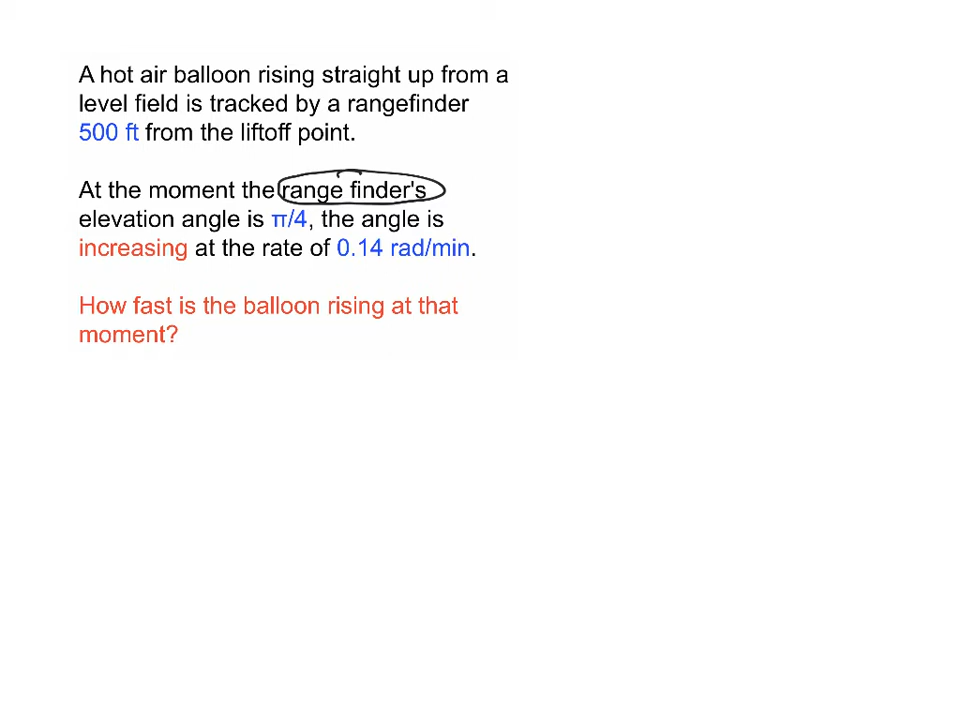 A hot air balloon rising straight up from a
level field is tracked by a rangefinder
500 ft from the liftoff point.
At the moment the range finder's
elevation angle is π/4, the angle is
increasing at the rate of 0.14 rad/min.
How fast is the balloon rising at that
moment?